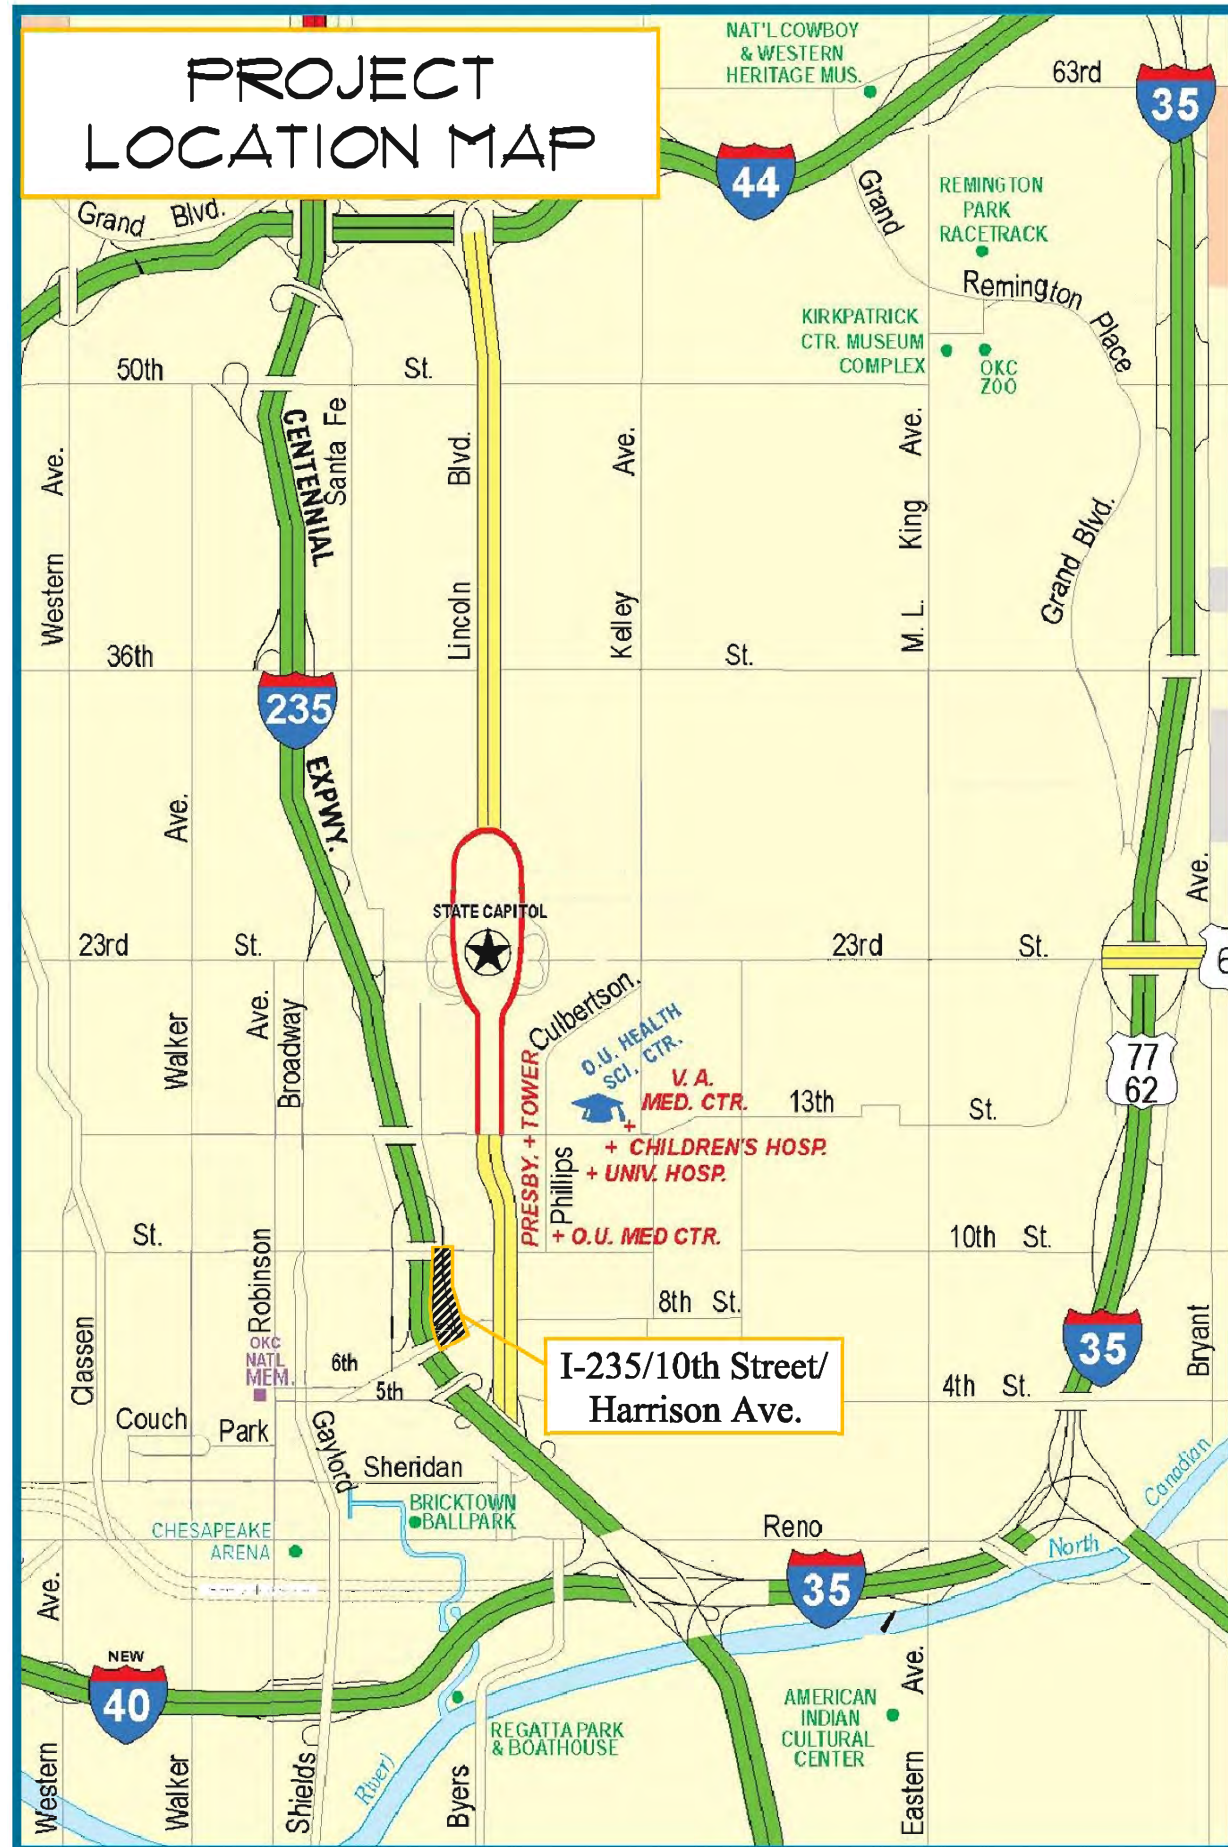 PROJECT
LOCATION MAP
NAT'L COWBOY
& WESTERN
HERITAGE MUS.
63rd
35
44
Grand Blvd.
Grand
REMINGTON
PARK
RACETRACK
Remington Place
KIRKPATRICK
CTR. MUSEUM
COMPLEX
OKC
ZOO
50th St.
CENTENNIAL
Santa Fe
Western Ave.
Lincoln Blvd.
Kelley Ave.
M. L. King Ave.
Grand Blvd.
36th St.
235
EXPWY.
Walker Ave.
STATE CAPITOL
23rd St.
23rd St.
6
Ave.
Broadway Ave.
Culbertson.
O.U. HEALTH
SCI. CTR.
V. A.
MED. CTR.
13th St.
77
62
PRESBY. + TOWER
Phillips
+
+ CHILDREN'S HOSP.
+ UNIV. HOSP.
+ O.U. MED CTR.
St.
10th St.
Robinson
8th St.
OKC
NATL
MEM.
6th
5th
I-235/10th Street/
Harrison Ave.
35
Bryant
4th St.
Classen
Couch
Park
Gaylord
Sheridan
BRICKTOWN
BALLPARK
CHESAPEAKE
ARENA
Reno
North
Canadian
35
Western Ave.
NEW
40
Walker
Shields
River)
Byers
REGATTA PARK
& BOATHOUSE
AMERICAN
INDIAN
CULTURAL
CENTER
Eastern Ave.